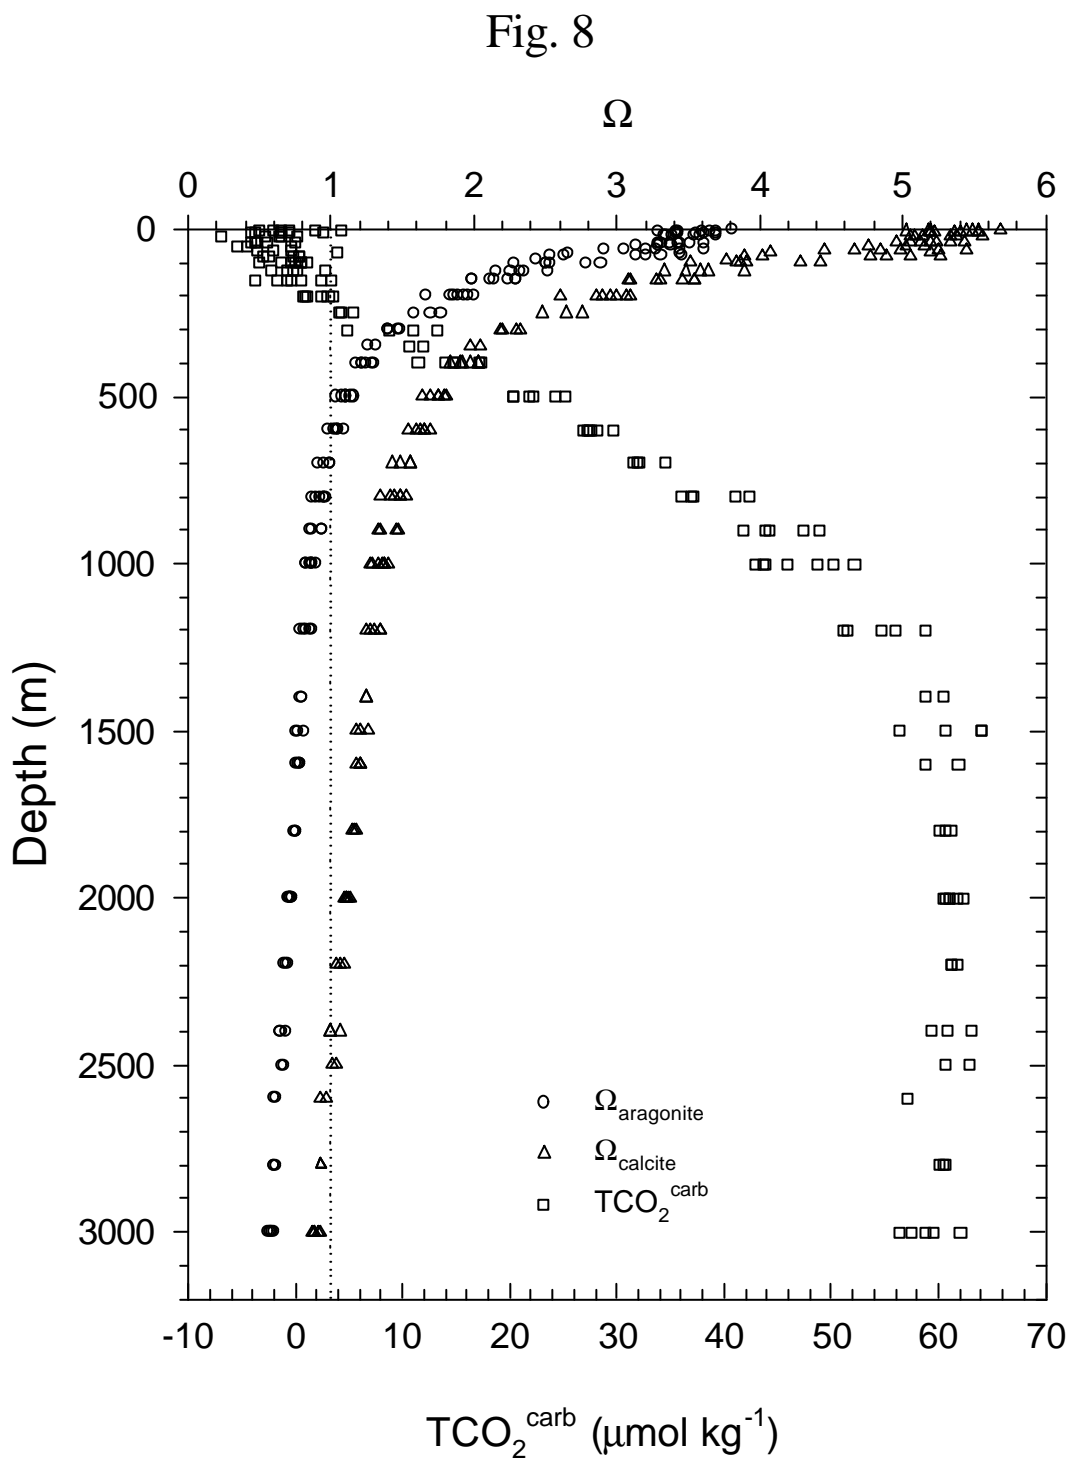 Fig. 8
Ω
0 1 2 3 4 5 6
0
500
1000
1500
2000
2500
3000
Depth (m)
Ωaragonite
Ωcalcite
TCO2carb
-10 0 10 20 30 40 50 60 70
TCO2carb (μmol kg-1)